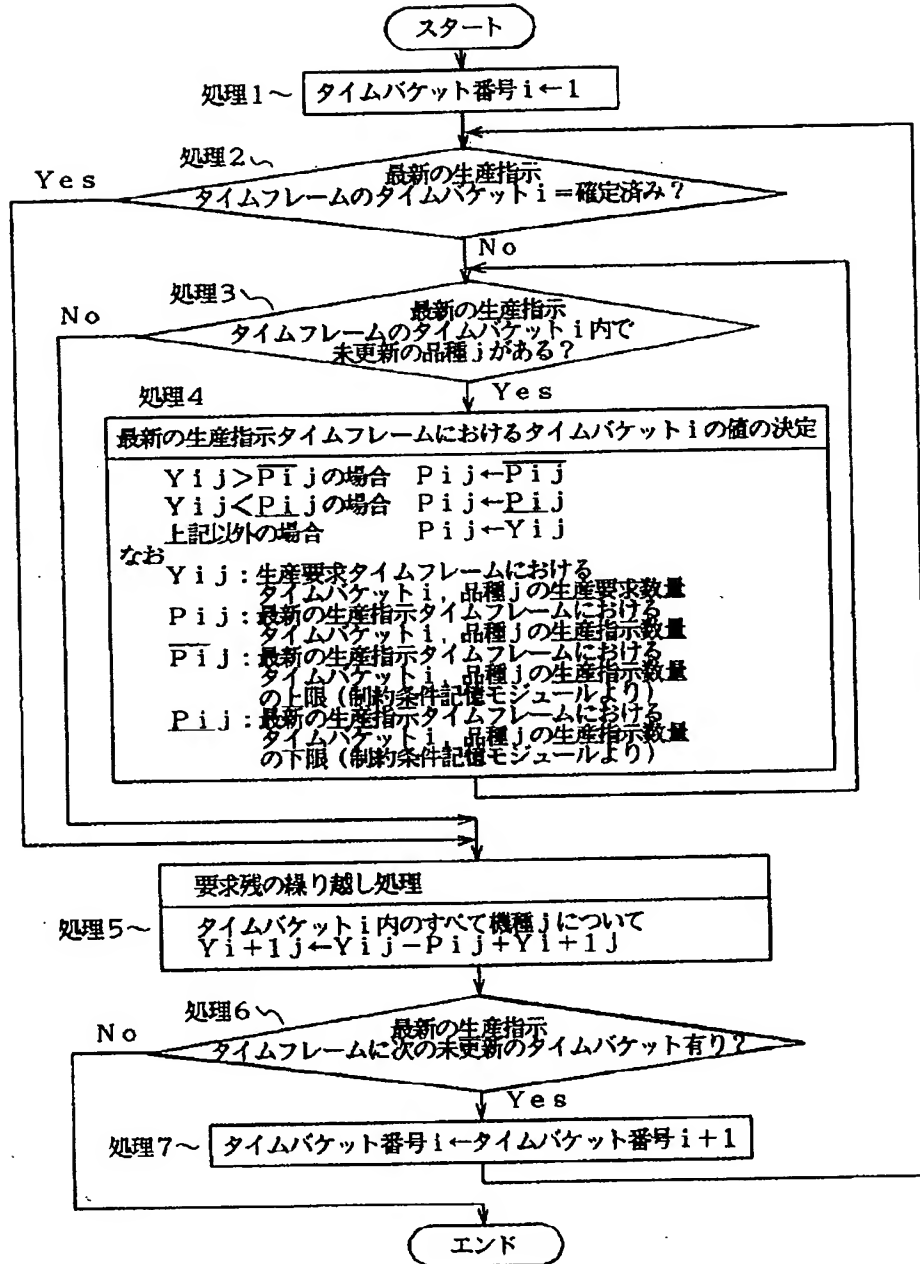 スタート
処理1～ タイムバケット番号i←1
処理2
最新の生産指示
Yes
タイムフレームのタイムバケットi=確定済み?
No
処理3
最新の生産指示
No
タイムフレームのタイムバケットi内で
未更新の品種jがある?
Yes
処理4
最新の生産指示タイムフレームにおけるタイムバケットiの値の決定
Yij>P̅i̅jの場合 Pij←P̅i̅j̅
Yij<P̲i̲jの場合 Pij←P̲i̲j
上記以外の場合 Pij←Yij
なお
Yij:生産要求タイムフレームにおける
タイムバケットi,品種jの生産要求数量
Pij:最新の生産指示タイムフレームにおける
タイムバケットi,品種jの生産指示数量
P̅i̅j:最新の生産指示タイムフレームにおける
タイムバケットi,品種jの生産指示数量
の上限(制約条件記憶モジュールより)
P̲i̲j:最新の生産指示タイムフレームにおける
タイムバケットi,品種jの生産指示数量
の下限(制約条件記憶モジュールより)
要求残の繰り越し処理
処理5～ タイムバケットi内のすべて機種jについて
Yi+1j←Yij-Pij+Yi+1j
処理6
No
最新の生産指示
タイムフレームに次の未更新のタイムバケット有り?
Yes
処理7～ タイムバケット番号i←タイムバケット番号i+1
エンド